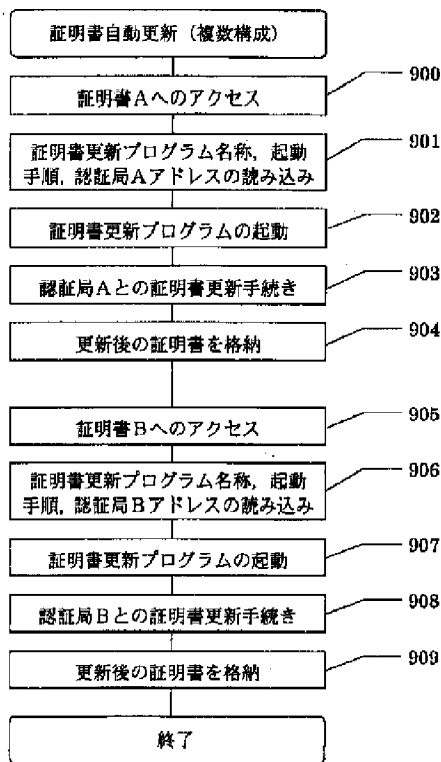 証明書自動更新（複数構成）
900
証明書Aへのアクセス
901
証明書更新プログラム名称，起動
手順，認証局Aアドレスの読み込み
902
証明書更新プログラムの起動
903
認証局Aとの証明書更新手続き
904
更新後の証明書を格納
905
証明書Bへのアクセス
906
証明書更新プログラム名称，起動
手順，認証局Bアドレスの読み込み
907
証明書更新プログラムの起動
908
認証局Bとの証明書更新手続き
909
更新後の証明書を格納
終了